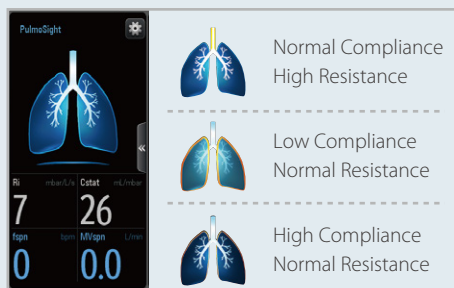 PulmoSight
Normal Compliance
High Resistance
Low Compliance
Normal Resistance
High Compliance
Normal Resistance
«
Ri mbar/L/s Cstat mL/mbar
7 26
fspn bpm MVspn L/min
0 0.0